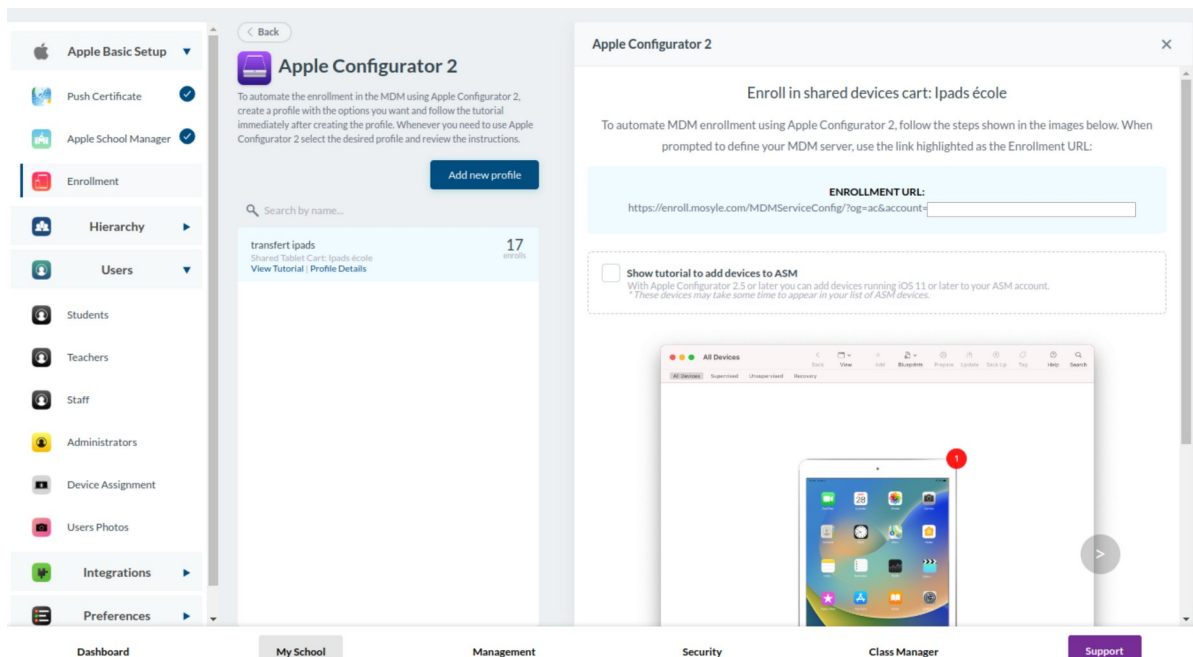 Apple Basic Setup
Push Certificate
Apple School Manager
Enrollment
Hierarchy
Users
Students
Teachers
Staff
Administrators
Device Assignment
Users Photos
Integrations
Preferences
< Back
Apple Configurator 2
To automate the enrollment in the MDM using Apple Configurator 2,
create a profile with the options you want and follow the tutorial
immediately after creating the profile. Whenever you need to use Apple
Configurator 2 select the desired profile and review the instructions.
Add new profile
Search by name...
transfert ipads
17
Shared Tablet Cart: Ipads école
enrolls
View Tutorial | Profile Details
Apple Configurator 2
Enroll in shared devices cart: Ipads école
To automate MDM enrollment using Apple Configurator 2, follow the steps shown in the images below. When
prompted to define your MDM server, use the link highlighted as the Enrollment URL:
ENROLLMENT URL:
https://enroll.mosyle.com/MDMServiceConfig/?og=ac&account=
Show tutorial to add devices to ASM
With Apple Configurator 2.5 or later you can add devices running iOS 11 or later to your ASM account.
* These devices may take some time to appear in your list of ASM devices.
All Devices
Back View Add Blueprints Prepare Update Back Up Tag Help Search
All Devices Supervised Unsupervised Recovery
1
28
>
Dashboard
My School
Management
Security
Class Manager
Support